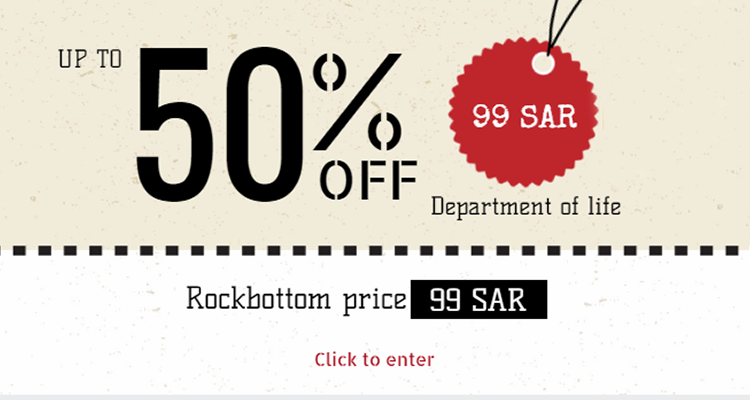 UP TO
50%
OFF
99 SAR
Department of life
Rockbottom price 99 SAR
Click to enter